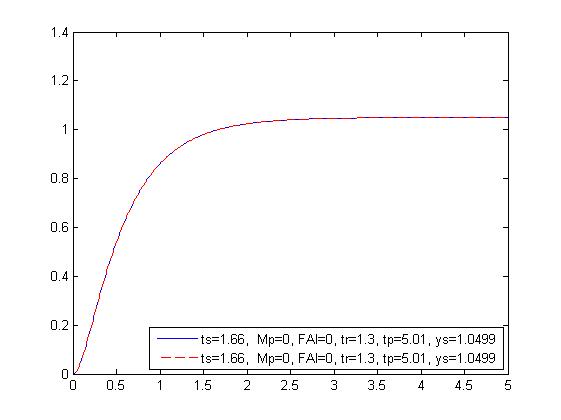 1.4
1.2
1
0.8
0.6
0.4
0.2
0
ts=1.66,  Mp=0, FAI=0, tr=1.3, tp=5.01, ys=1.0499
ts=1.66,  Mp=0, FAI=0, tr=1.3, tp=5.01, ys=1.0499
0 0.5 1 1.5 2 2.5 3 3.5 4 4.5 5